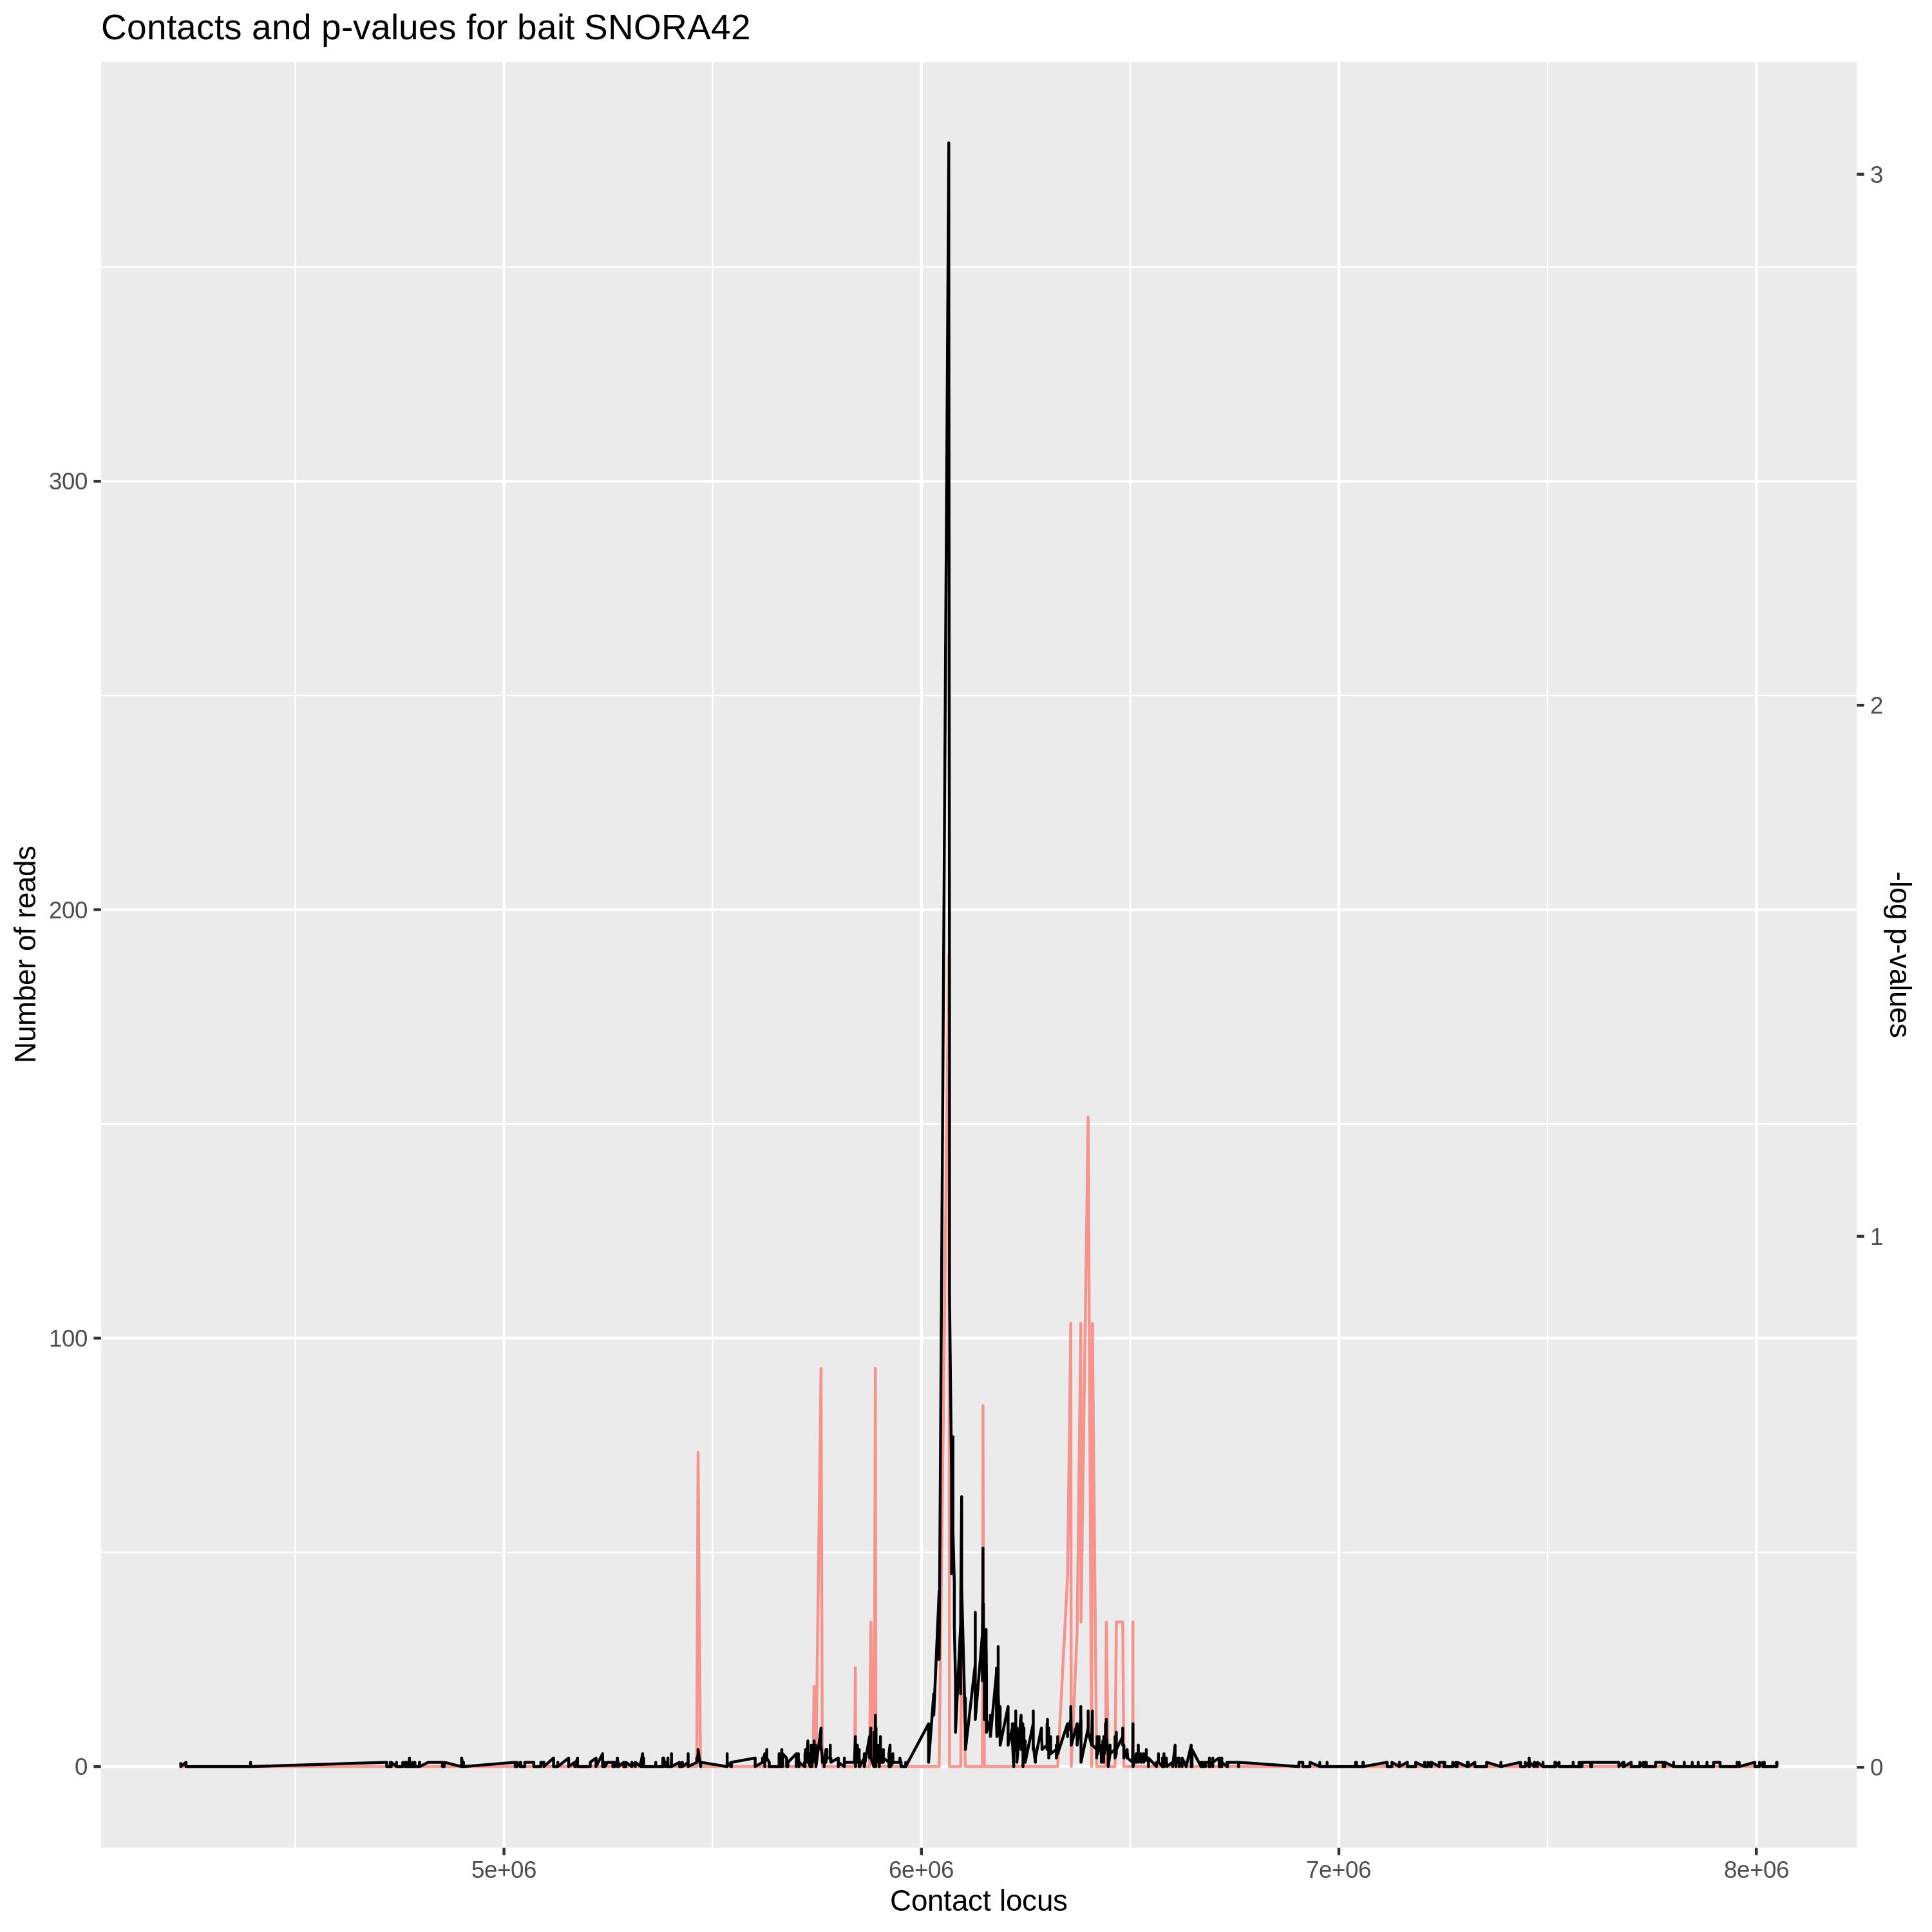 Contacts and p-values for bait SNORA42
Number of reads
300
200
100
0
3
2
1
0
-log p-values
5e+06
6e+06
7e+06
8e+06
Contact locus